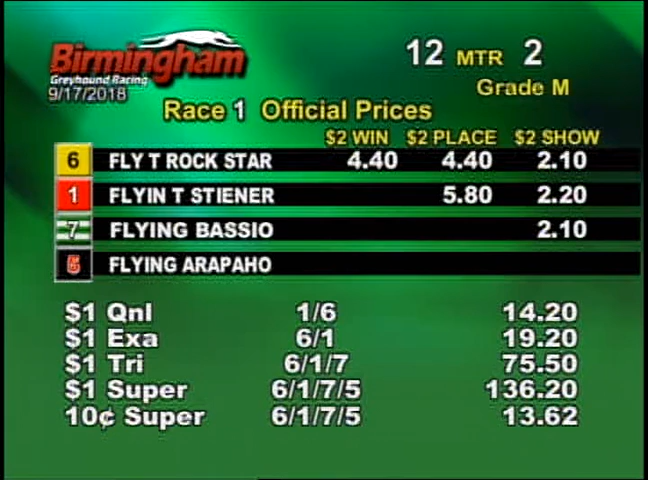 Birmingham
Greyhound Racing
9/17/2018
12 MTR 2
Grade M
Race 1 Official Prices
$2 WIN $2 PLACE $2 SHOW
6 FLY T ROCK STAR 4.40 4.40 2.10
1 FLYIN T STIENER 5.80 2.20
7 FLYING BASSIO 2.10
5 FLYING ARAPAHO
$1 Qnl 1/6 14.20
$1 Exa 6/1 19.20
$1 Tri 6/1/7 75.50
$1 Super 6/1/7/5 136.20
10¢ Super 6/1/7/5 13.62